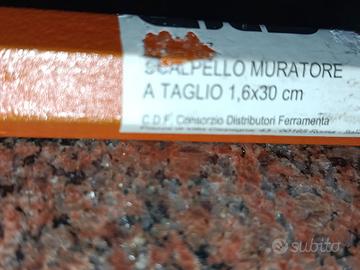 SCALPELLO MURATORE
A TAGLIO 1,6x30 cm
C.D.F. Consorzio Distributori Ferramenta
subito